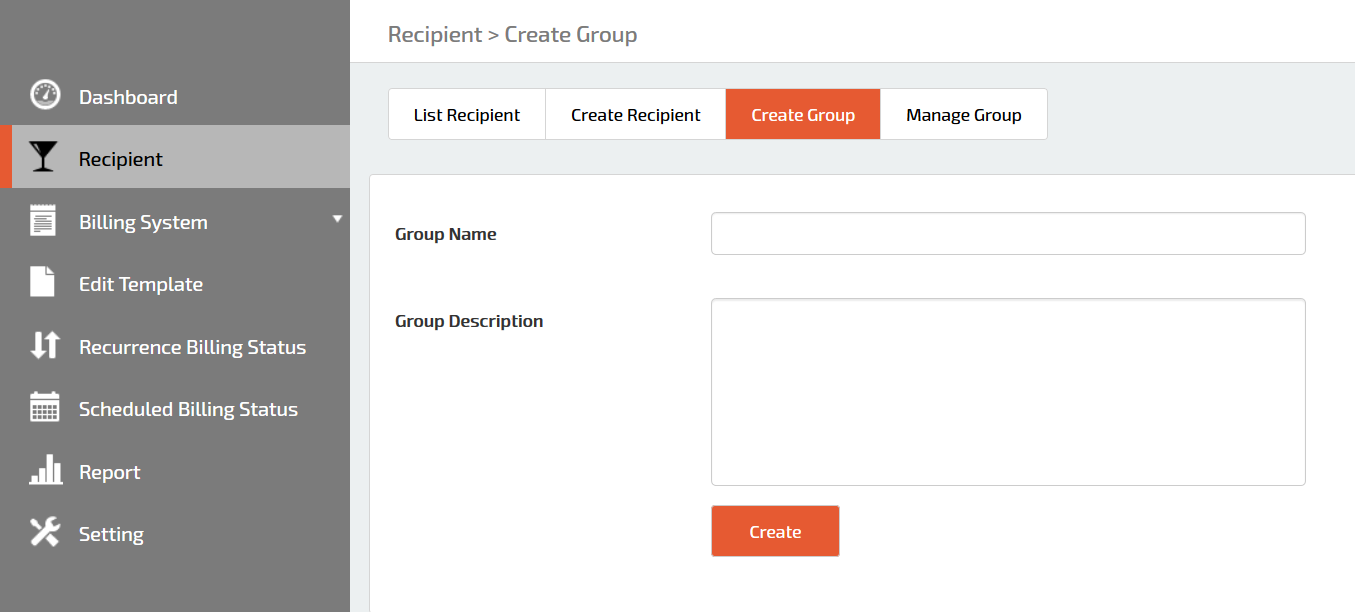 Recipient > Create Group
Dashboard
Recipient
Billing System
Edit Template
Recurrence Billing Status
Scheduled Billing Status
Report
Setting
List Recipient
Create Recipient
Create Group
Manage Group
Group Name
Group Description
Create